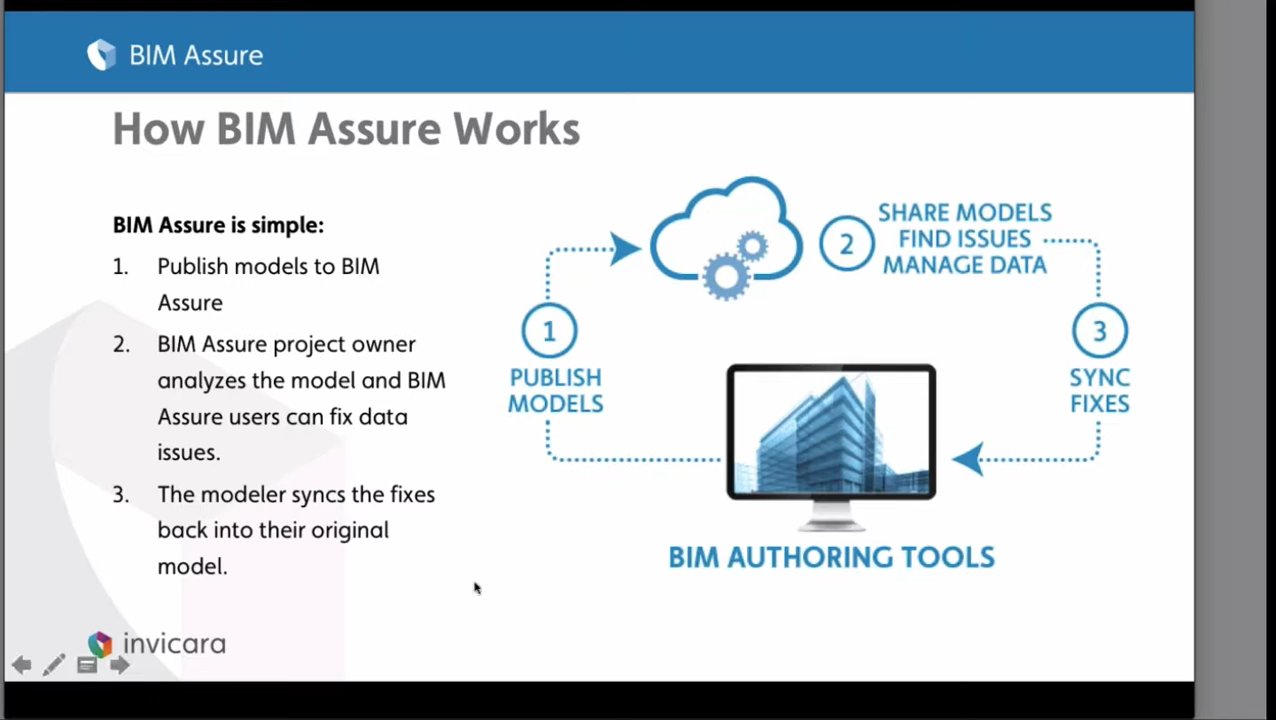 BIM Assure
How BIM Assure Works
BIM Assure is simple:
1. Publish models to BIM
Assure
2. BIM Assure project owner
analyzes the model and BIM
Assure users can fix data
issues.
3. The modeler syncs the fixes
back into their original
model.
invicara
1
PUBLISH
MODELS
2
SHARE MODELS
FIND ISSUES
MANAGE DATA
3
SYNC
FIXES
BIM AUTHORING TOOLS